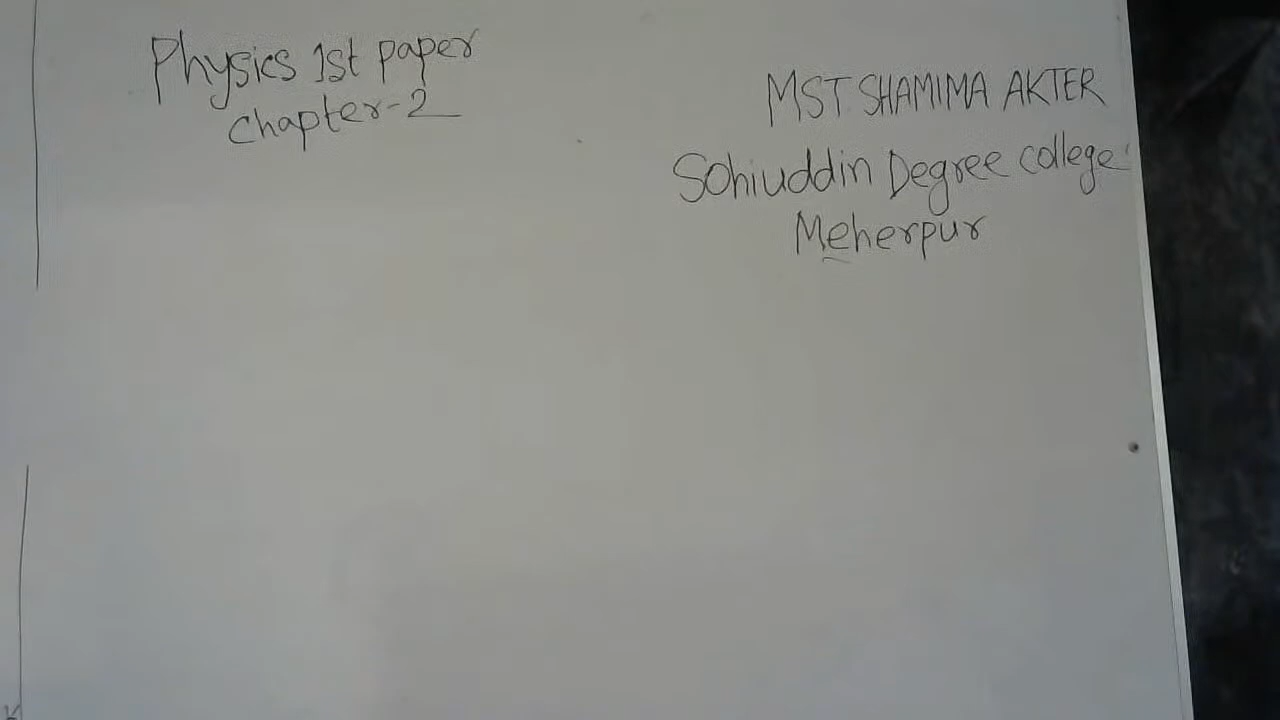 Physics 1st paper
chapter-2
MST SHAMIMA AKTER
Sohiuddin Degree college
Meherpur